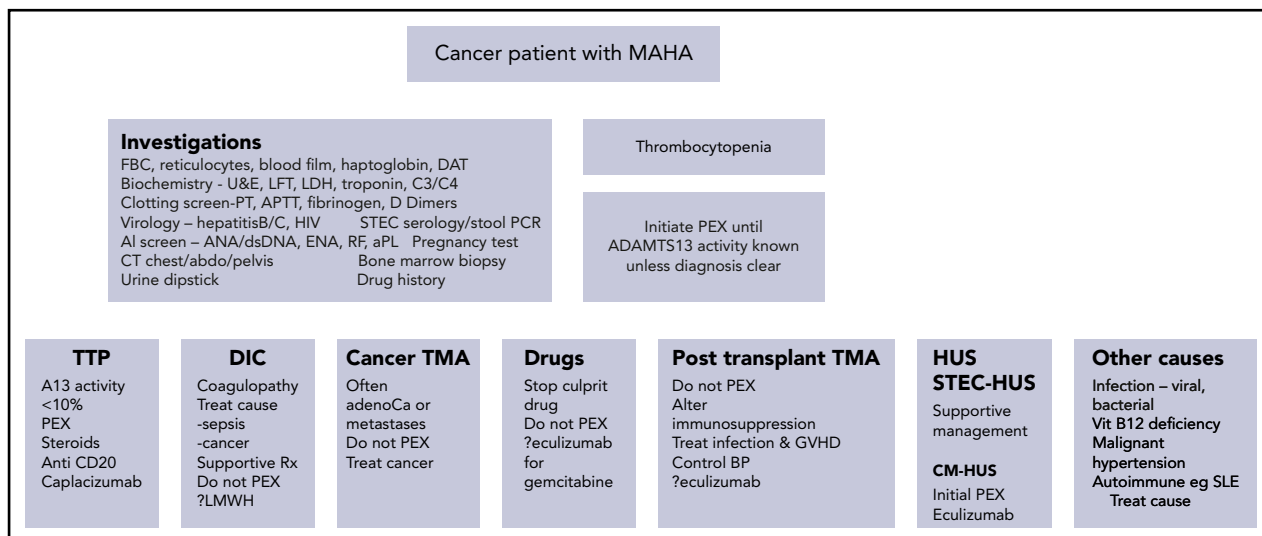 Cancer patient with MAHA
Investigations
FBC, reticulocytes, blood film, haptoglobin, DAT
Biochemistry - U&E, LFT, LDH, troponin, C3/C4
Clotting screen-PT, APTT, fibrinogen, D Dimers
Virology – hepatitisB/C, HIV STEC serology/stool PCR
AI screen – ANA/dsDNA, ENA, RF, aPL Pregnancy test
CT chest/abdo/pelvis Bone marrow biopsy
Urine dipstick Drug history
Thrombocytopenia
Initiate PEX until
ADAMTS13 activity known
unless diagnosis clear
TTP
A13 activity
<10%
PEX
Steroids
Anti CD20
Caplacizumab
DIC
Coagulopathy
Treat cause
-sepsis
-cancer
Supportive Rx
Do not PEX
?LMWH
Cancer TMA
Often
adenoCa or
metastases
Do not PEX
Treat cancer
Drugs
Stop culprit
drug
Do not PEX
?eculizumab
for
gemcitabine
Post transplant TMA
Do not PEX
Alter
immunosuppression
Treat infection & GVHD
Control BP
?eculizumab
HUS
STEC-HUS
Supportive
management
CM-HUS
Initial PEX
Eculizumab
Other causes
Infection – viral,
bacterial
Vit B12 deficiency
Malignant
hypertension
Autoimmune eg SLE
Treat cause